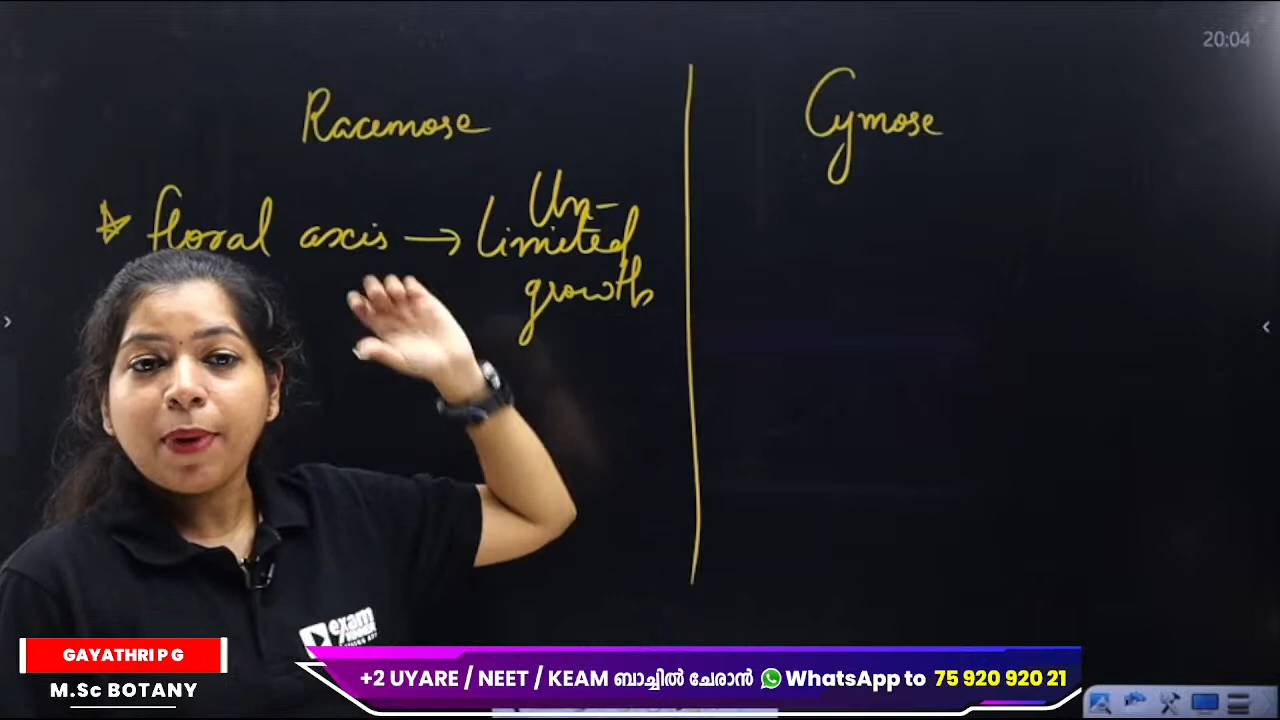 20:04
Racemose
Cymose
Un-
floral axis → limited
growth
exam
GAYATHRI P G
M.Sc BOTANY
+2 UYARE / NEET / KEAM ബാച്ചിൽ ചേരാൻ WhatsApp to 75 920 920 21